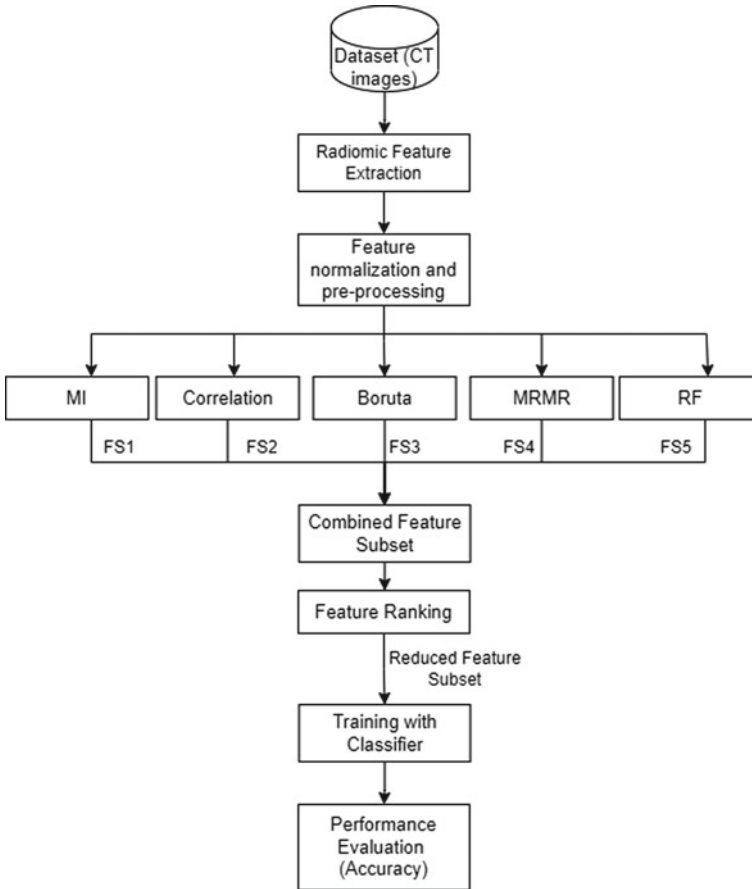 Dataset (CT
images)
Radiomic Feature
Extraction
Feature
normalization and
pre-processing
MI
Correlation
Boruta
MRMR
RF
FS1
FS2
FS3
FS4
FS5
Combined Feature
Subset
Feature Ranking
Reduced Feature
Subset
Training with
Classifier
Performance
Evaluation
(Accuracy)